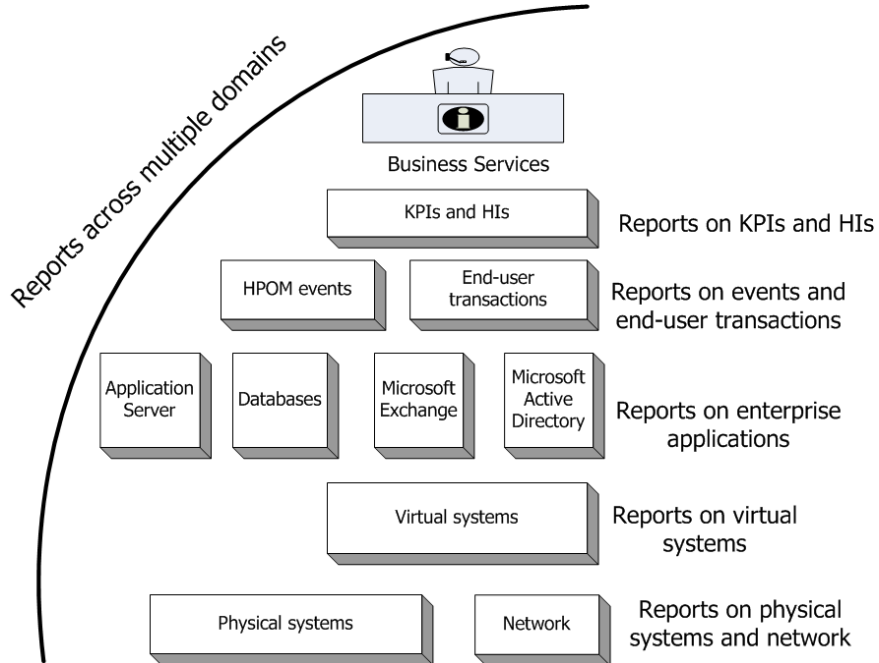 Reports across multiple domains
i
Business Services
KPIs and HIs
Reports on KPIs and HIs
HPOM events
End-user
transactions
Reports on events and
end-user transactions
Application
Server
Databases
Microsoft
Exchange
Microsoft
Active
Directory
Reports on enterprise
applications
Virtual systems
Reports on virtual
systems
Physical systems
Network
Reports on physical
systems and network